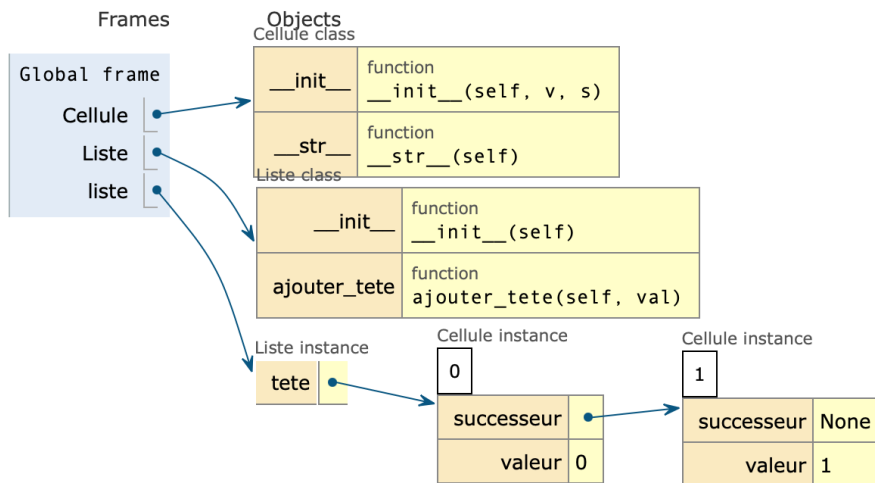 Frames
Objects
Global frame
Cellule
Liste
liste
Cellule class
__init__
function
__init__(self, v, s)
__str__
function
__str__(self)
Liste class
__init__
function
__init__(self)
ajouter_tete
function
ajouter_tete(self, val)
Liste instance
tete
Cellule instance
0
successeur
valeur 0
Cellule instance
1
successeur None
valeur 1